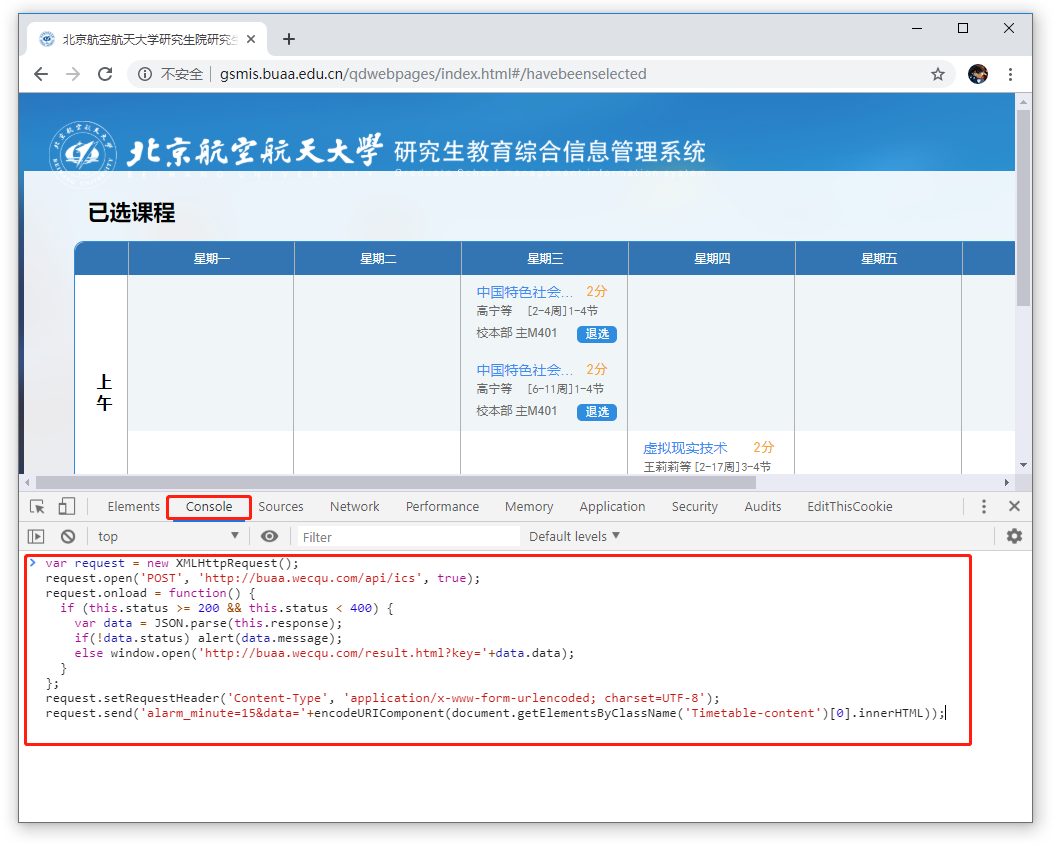 北京航空航天大学研究生院研究生
不安全 gsmis.buaa.edu.cn/qdwebpages/index.html#/havebeenselected
北京航空航天大学 研究生教育综合信息管理系统
已选课程
星期一 星期二 星期三 星期四 星期五
中国特色社会... 2分
高宁等 [2-4周]1-4节
校本部 主M401 退选
中国特色社会... 2分
高宁等 [6-11周]1-4节
校本部 主M401 退选
上午
虚拟现实技术 2分
王莉莉等 [2-17周]3-4节
Elements Console Sources Network Performance Memory Application Security Audits EditThisCookie
top Filter Default levels
var request = new XMLHttpRequest();
request.open('POST', 'http://buaa.wecqu.com/api/ics', true);
request.onload = function() {
if (this.status >= 200 && this.status < 400) {
var data = JSON.parse(this.response);
if(!data.status) alert(data.message);
else window.open('http://buaa.wecqu.com/result.html?key='+data.data);
}
};
request.setRequestHeader('Content-Type', 'application/x-www-form-urlencoded; charset=UTF-8');
request.send('alarm_minute=15&data='+encodeURIComponent(document.getElementsByClassName('Timetable-content')[0].innerHTML));